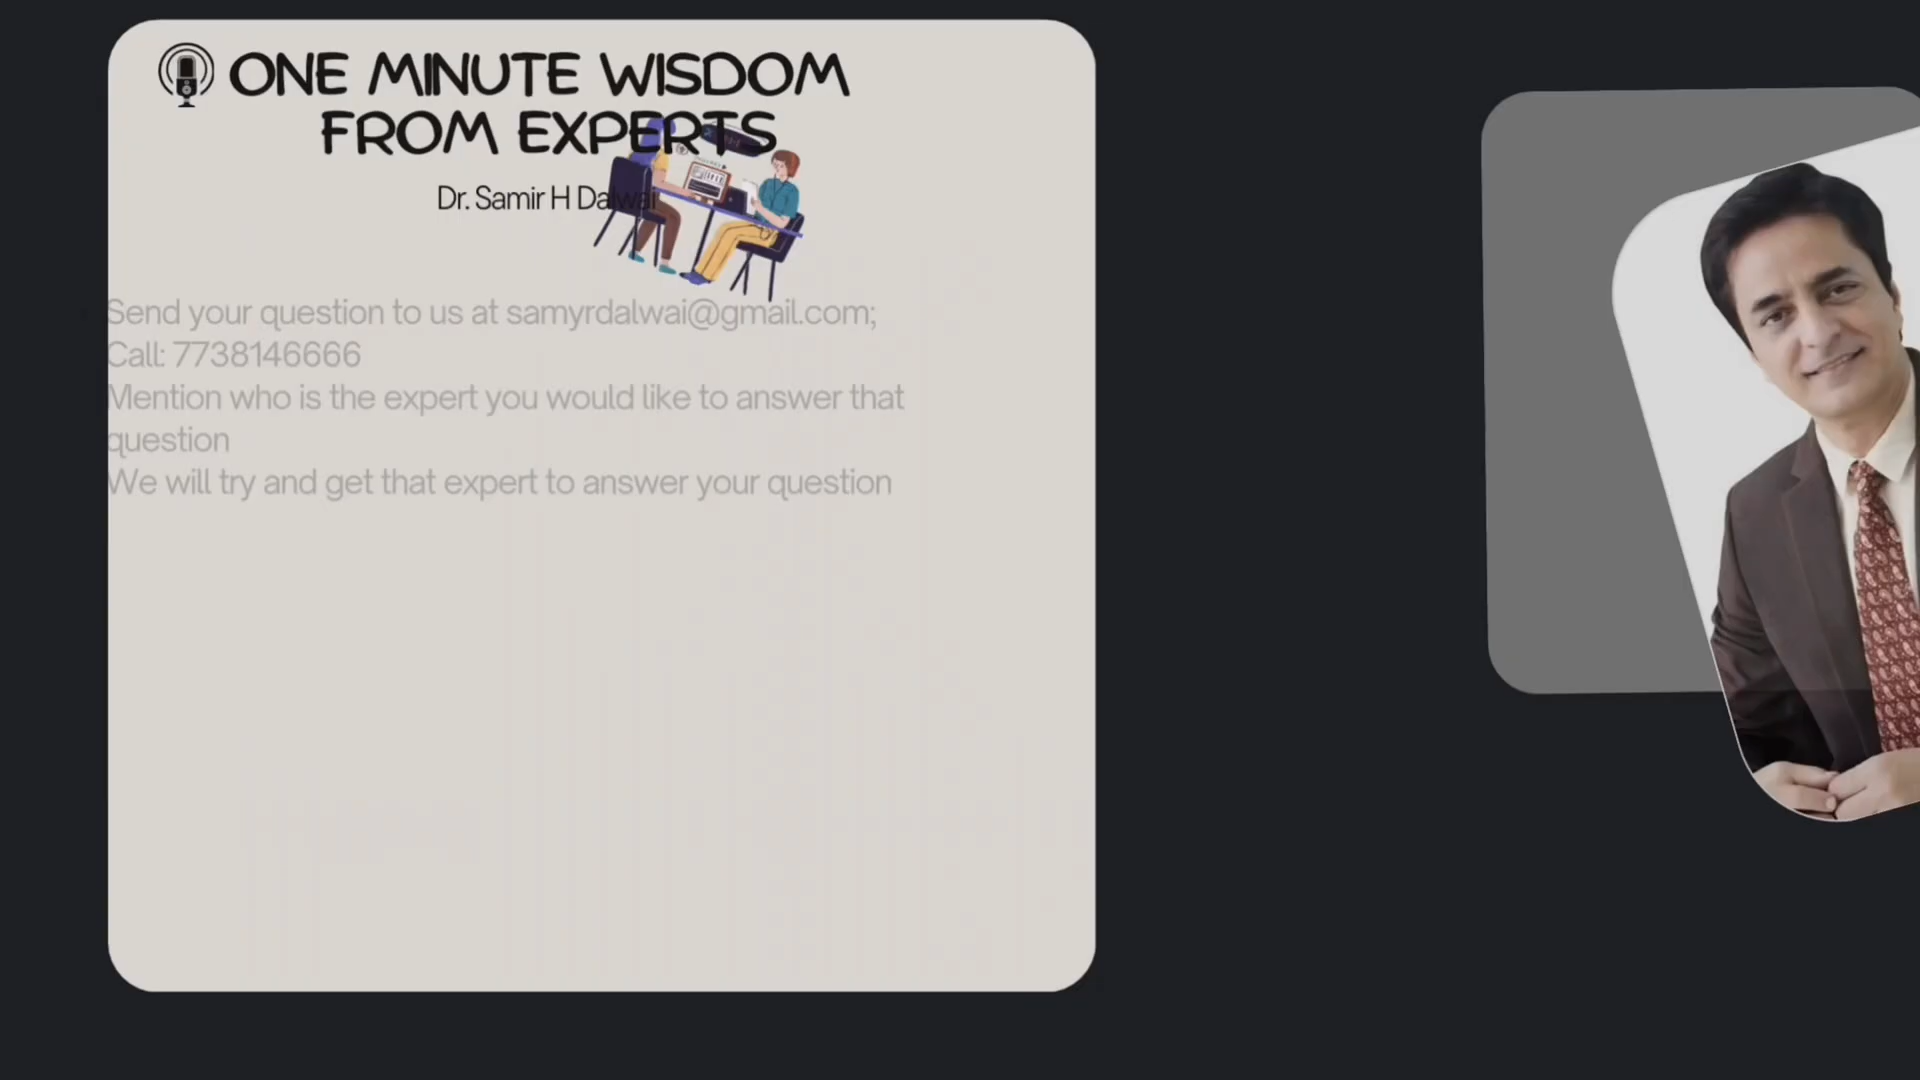 ONE MINUTE WISDOM
FROM EXPERTS
Dr. Samir H Dalwai
Send your question to us at samyrdalwai@gmail.com;
Call: 7738146666
Mention who is the expert you would like to answer that
question
We will try and get that expert to answer your question